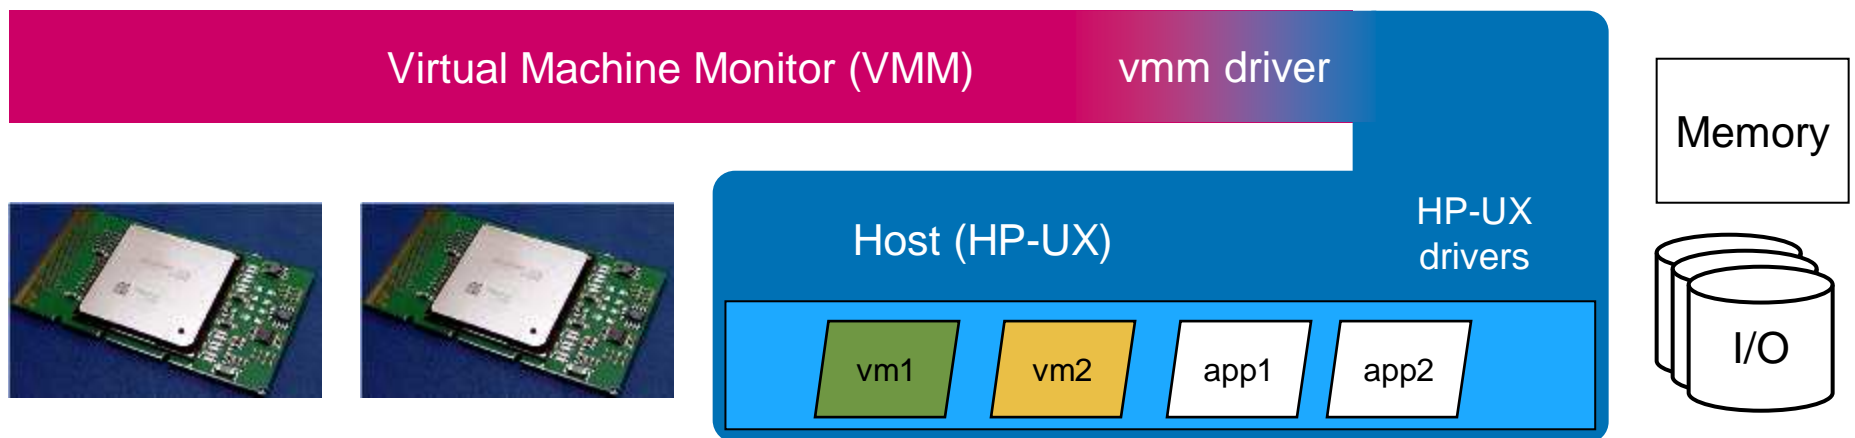 Virtual Machine Monitor (VMM)
vmm driver
Memory
Host (HP-UX)
HP-UX
drivers
vm1
vm2
app1
app2
I/O